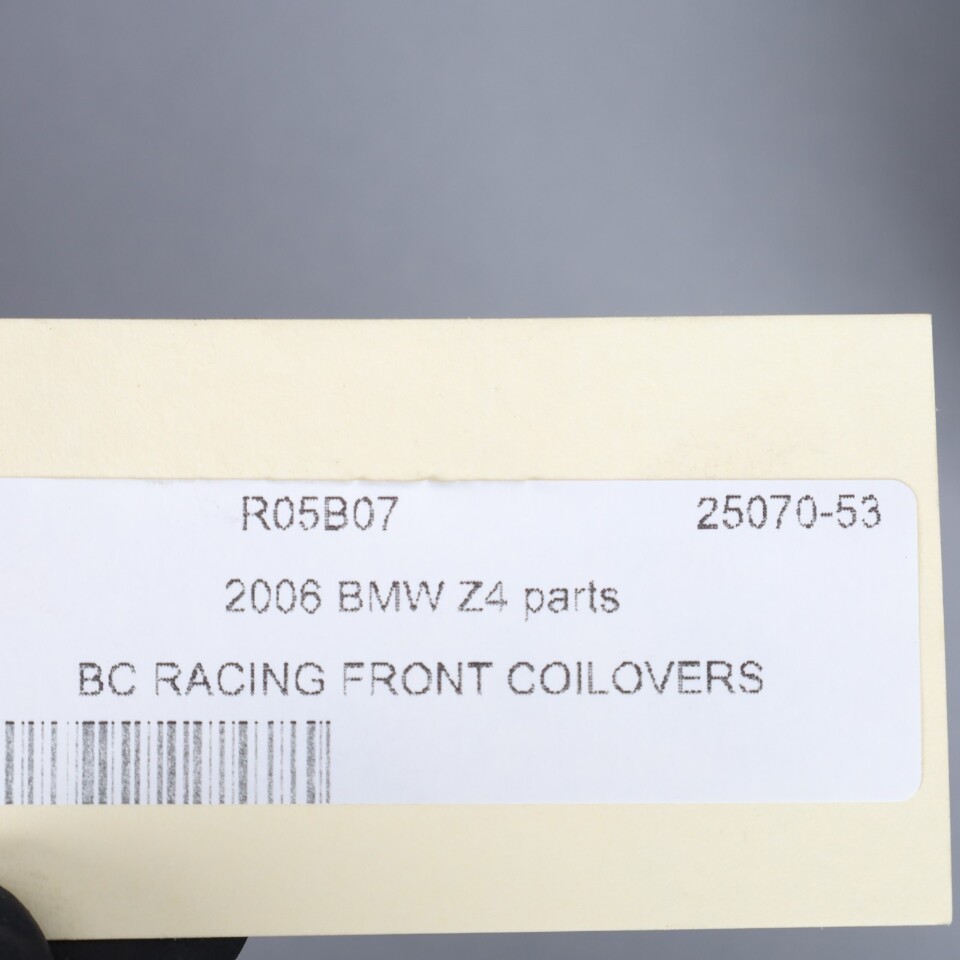 R05B07 25070-53
2006 BMW Z4 parts
BC RACING FRONT COILOVERS